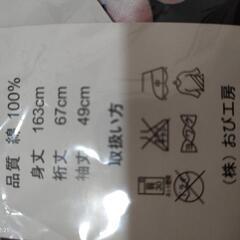 品質 綿 100%
身丈 163cm
裄丈 67cm
袖丈 49cm
取扱い方
(株) おび工房